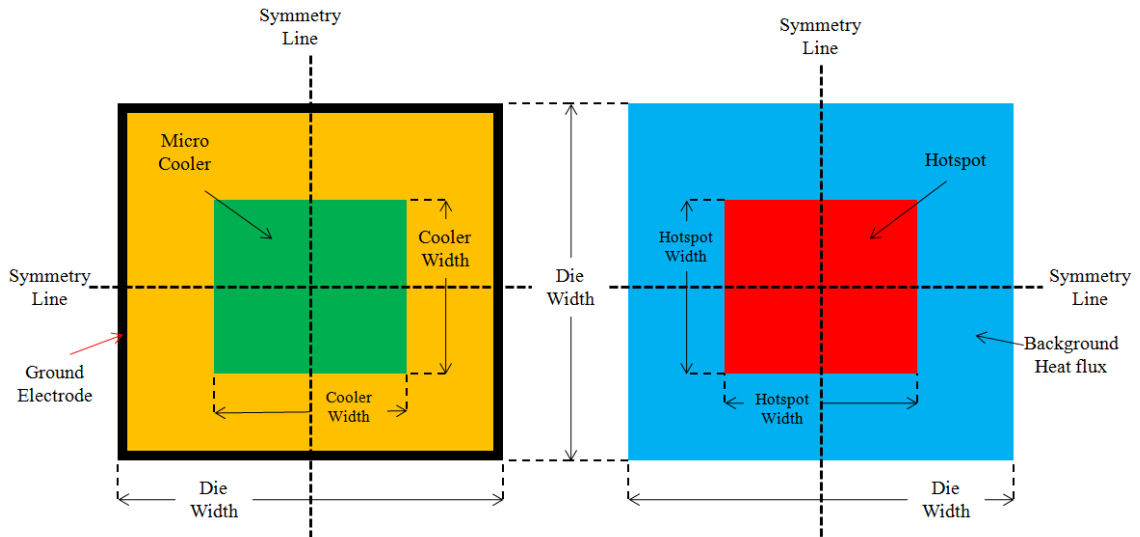 Symmetry
Line
Symmetry
Line
Micro
Cooler
Hotspot
Cooler
Width
Hotspot
Width
Symmetry
Line
Die
Width
Symmetry
Line
Ground
Electrode
Background
Heat flux
Cooler
Width
Hotspot
Width
Die
Width
Die
Width